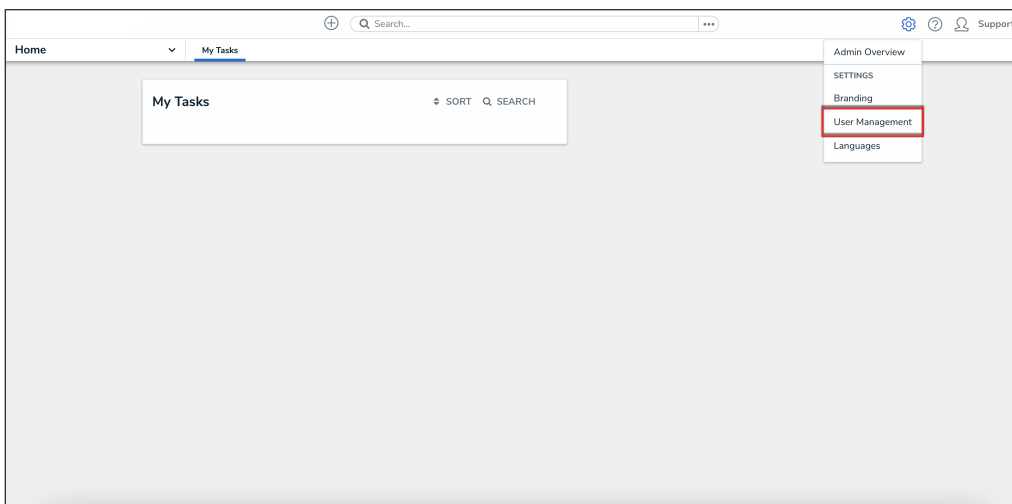 Search...
Support
Home
My Tasks
Admin Overview
SETTINGS
Branding
User Management
Languages
My Tasks
SORT
SEARCH